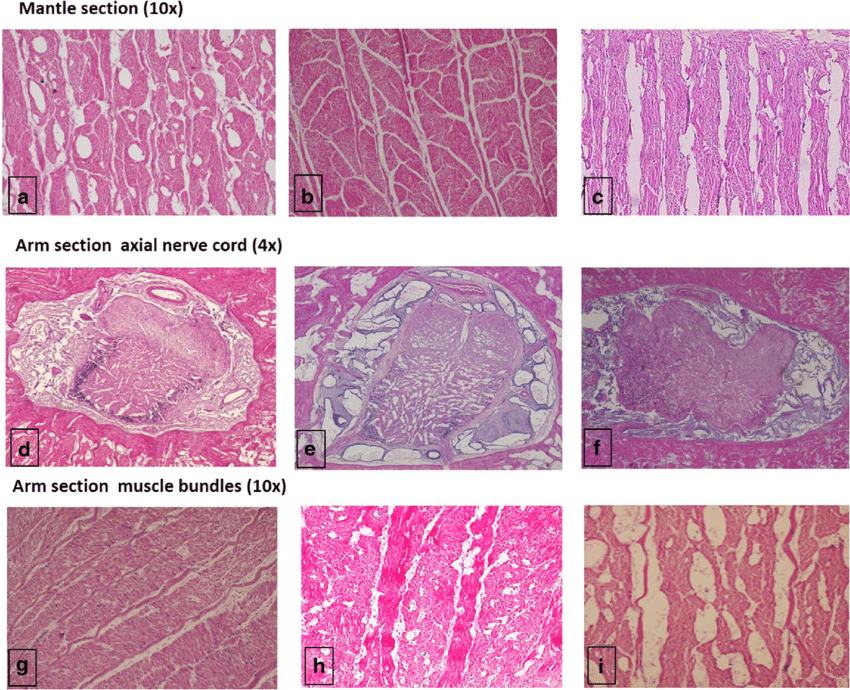 Mantle section (10x)
a
b
c
Arm section axial nerve cord (4x)
d
e
f
Arm section muscle bundles (10x)
g
h
i